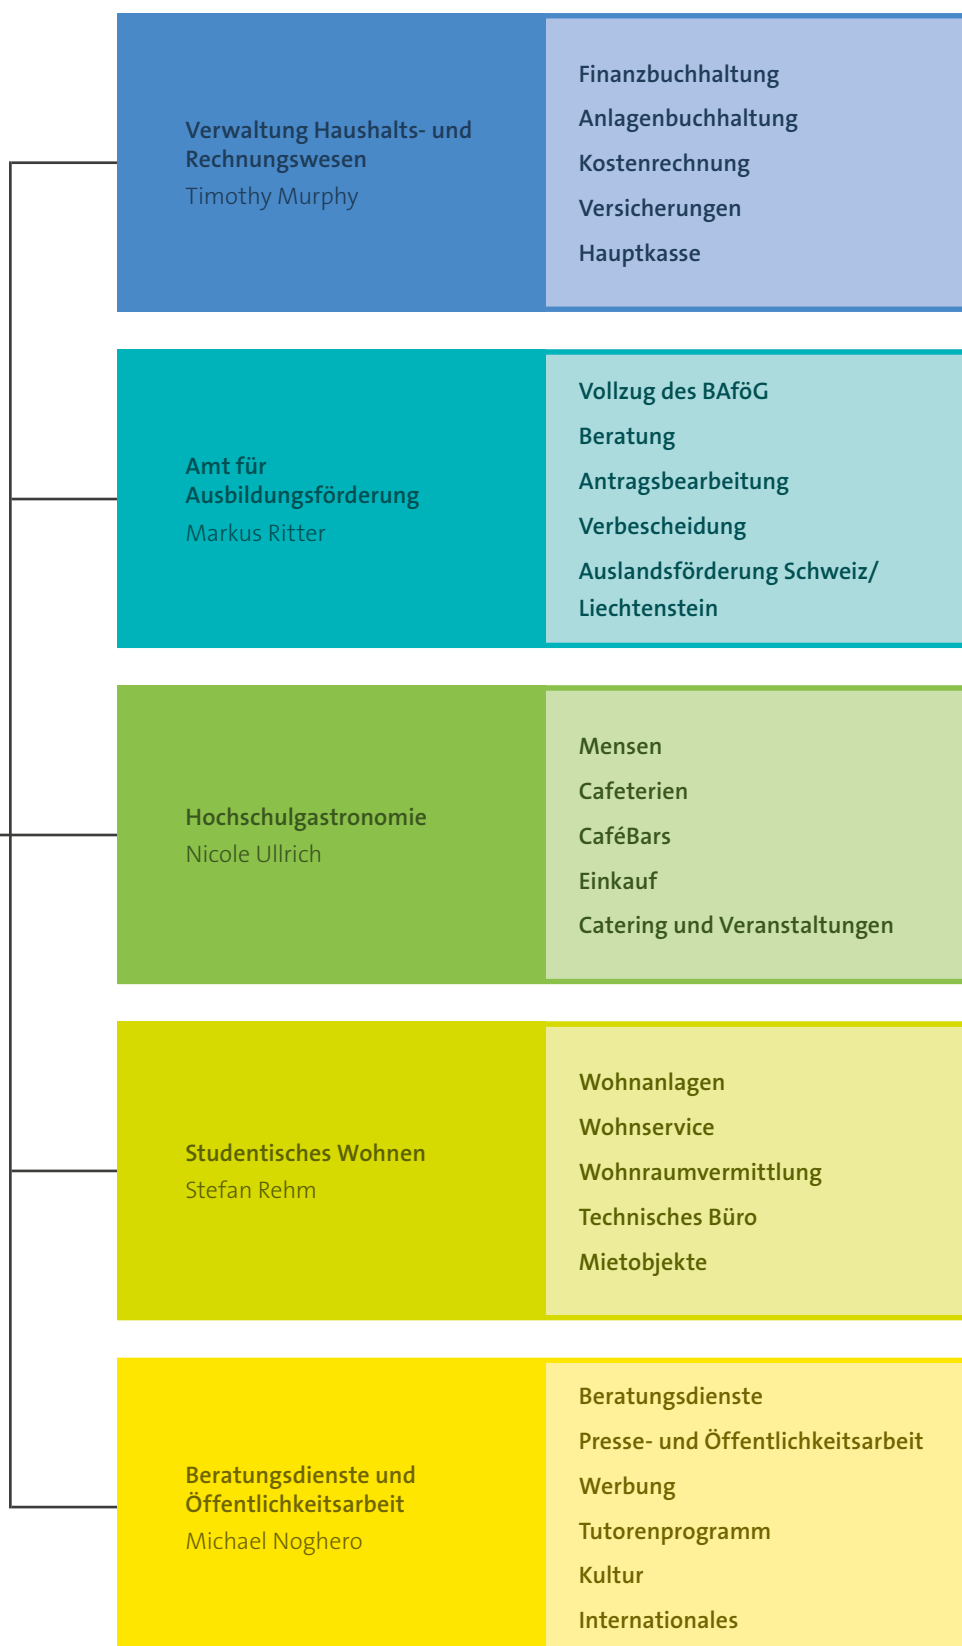 Verwaltung Haushalts- und
Rechnungswesen
Timothy Murphy
Finanzbuchhaltung
Anlagenbuchhaltung
Kostenrechnung
Versicherungen
Hauptkasse
Amt für
Ausbildungsförderung
Markus Ritter
Vollzug des BAföG
Beratung
Antragsbearbeitung
Verbescheidung
Auslandsförderung Schweiz/
Liechtenstein
Hochschulgastronomie
Nicole Ullrich
Mensen
Cafeterien
CaféBars
Einkauf
Catering und Veranstaltungen
Studentisches Wohnen
Stefan Rehm
Wohnanlagen
Wohnservice
Wohnraumvermittlung
Technisches Büro
Mietobjekte
Beratungsdienste und
Öffentlichkeitsarbeit
Michael Noghero
Beratungsdienste
Presse- und Öffentlichkeitsarbeit
Werbung
Tutorenprogramm
Kultur
Internationales